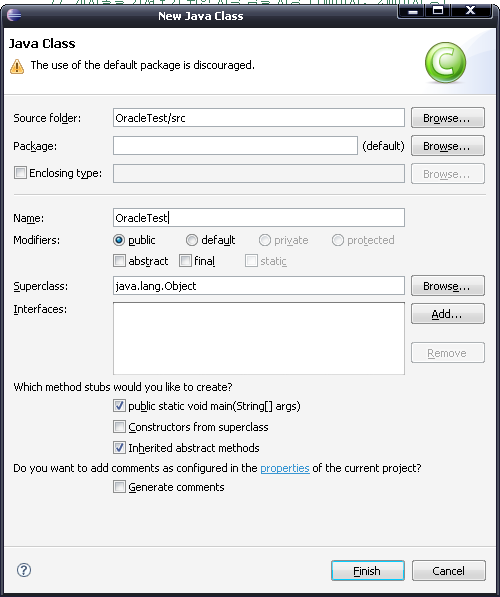 New Java Class
Java Class
The use of the default package is discouraged.
Source folder: OracleTest/src Browse...
Package: (default) Browse...
Enclosing type: Browse...
Name: OracleTest
Modifiers: public default private protected
abstract final static
Superclass: java.lang.Object Browse...
Interfaces: Add...
Remove
Which method stubs would you like to create?
public static void main(String[] args)
Constructors from superclass
Inherited abstract methods
Do you want to add comments as configured in the properties of the current project?
Generate comments
? Finish Cancel